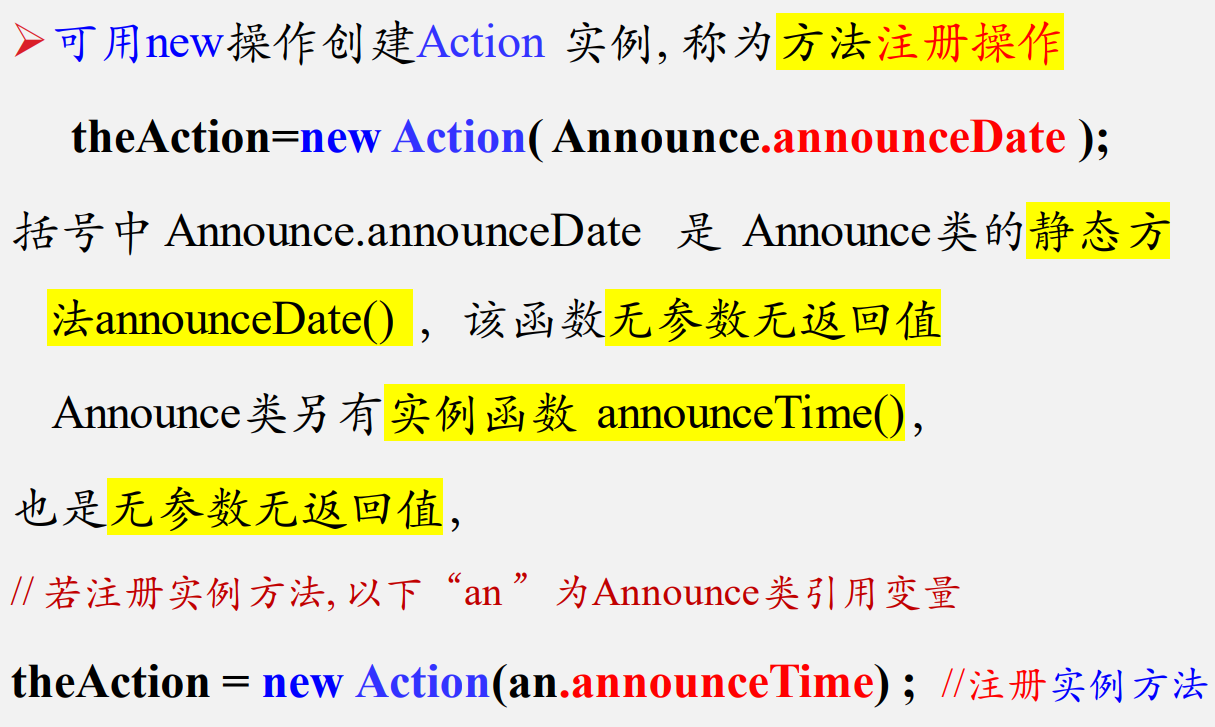 ➢可用new操作创建Action 实例, 称为方法注册操作
theAction=new Action( Announce.announceDate );
括号中 Announce.announceDate 是 Announce类的静态方
法announceDate() ，该函数无参数无返回值
Announce类另有实例函数 announceTime()，
也是无参数无返回值，
// 若注册实例方法, 以下“an ”为Announce类引用变量
theAction = new Action(an.announceTime) ; //注册实例方法